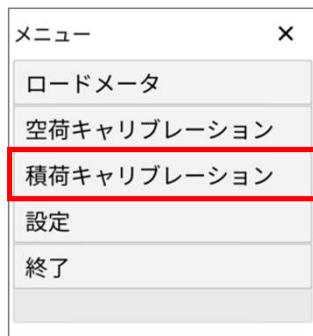 メニュー ×
ロードメータ
空荷キャリブレーション
積荷キャリブレーション
設定
終了